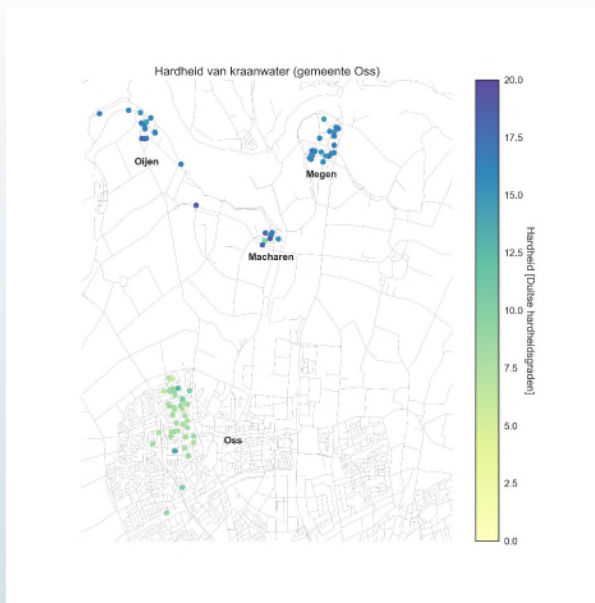 Hardheid van kraanwater (gemeente Oss)
20.0
17.5
15.0
12.5
10.0
7.5
5.0
2.5
0.0
Hardheid [Duitse hardheidsgraden]
Oijen
Megen
Macharen
Oss